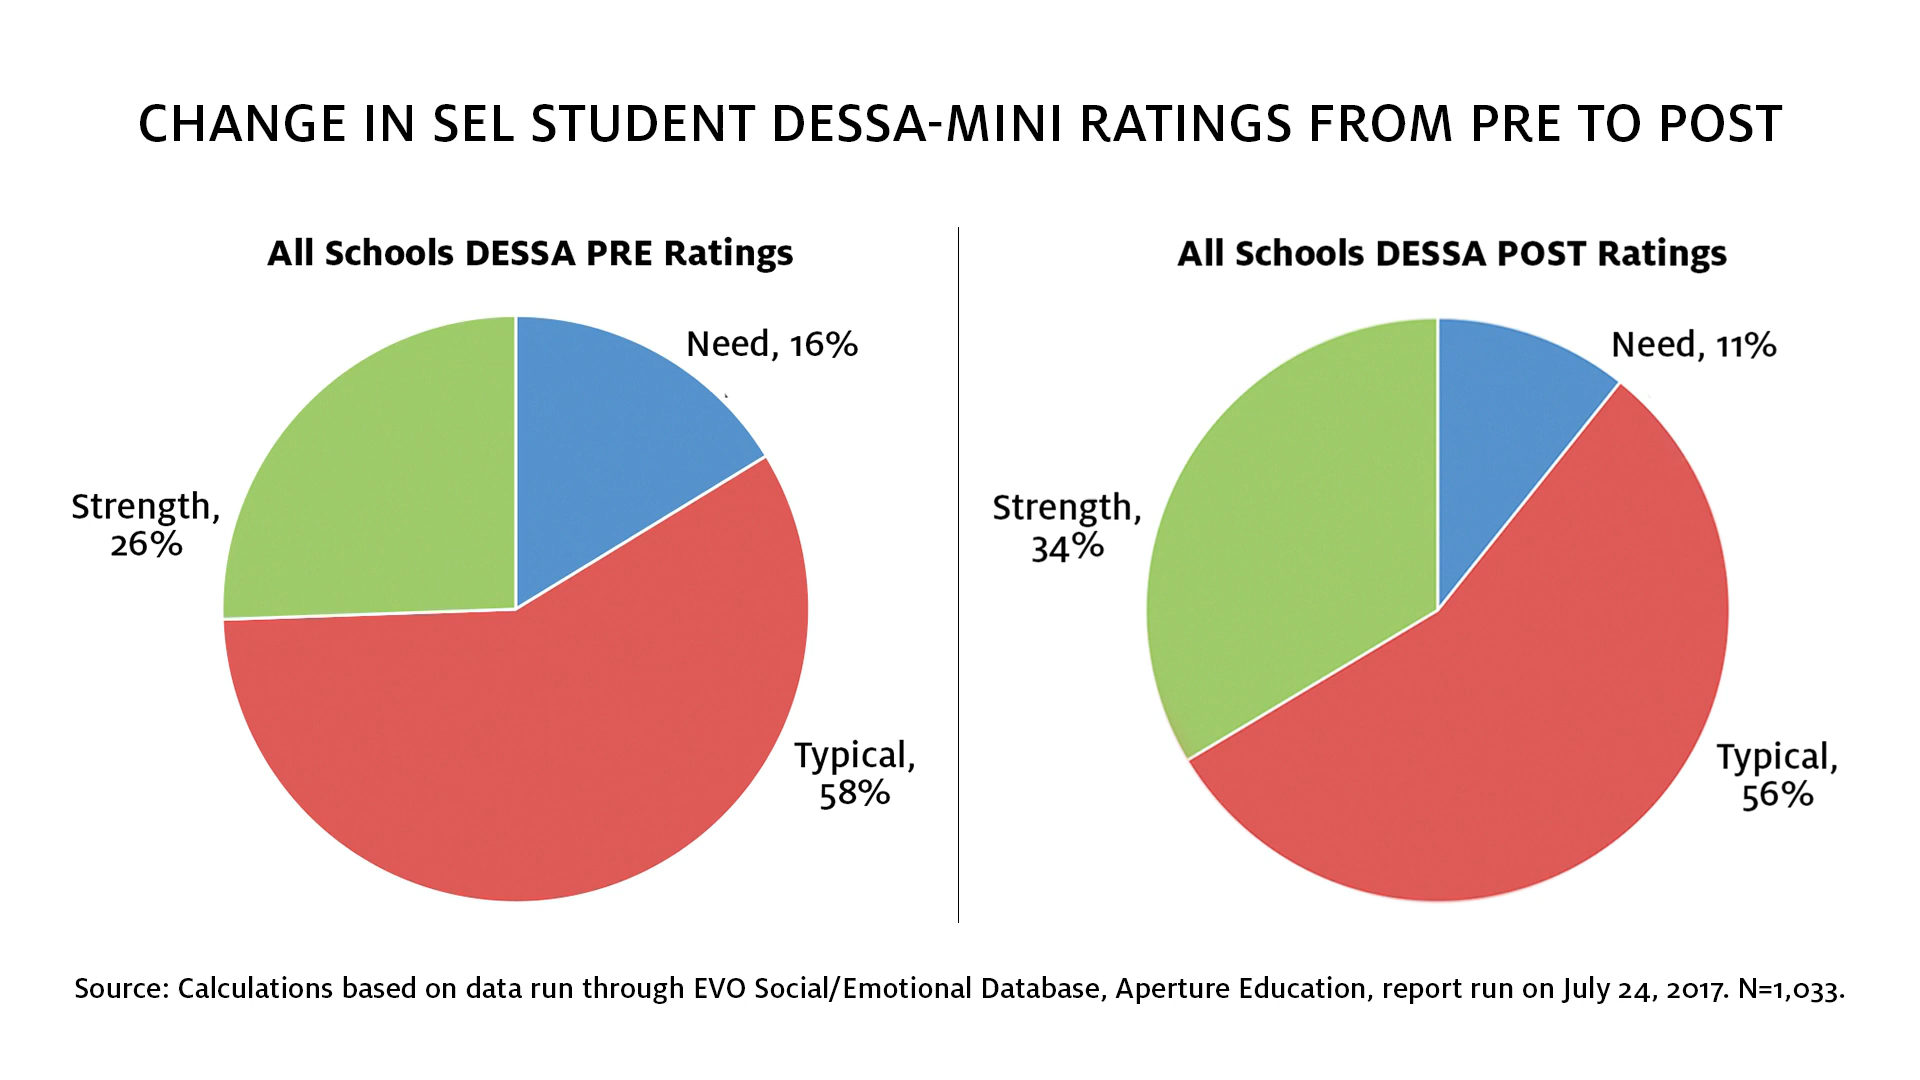 CHANGE IN SEL STUDENT DESSA-MINI RATINGS FROM PRE TO POST
All Schools DESSA PRE Ratings
Need, 16%
Strength,
26%
Typical,
58%
All Schools DESSA POST Ratings
Need, 11%
Strength,
34%
Typical,
56%
Source: Calculations based on data run through EVO Social/Emotional Database, Aperture Education, report run on July 24, 2017. N=1,033.